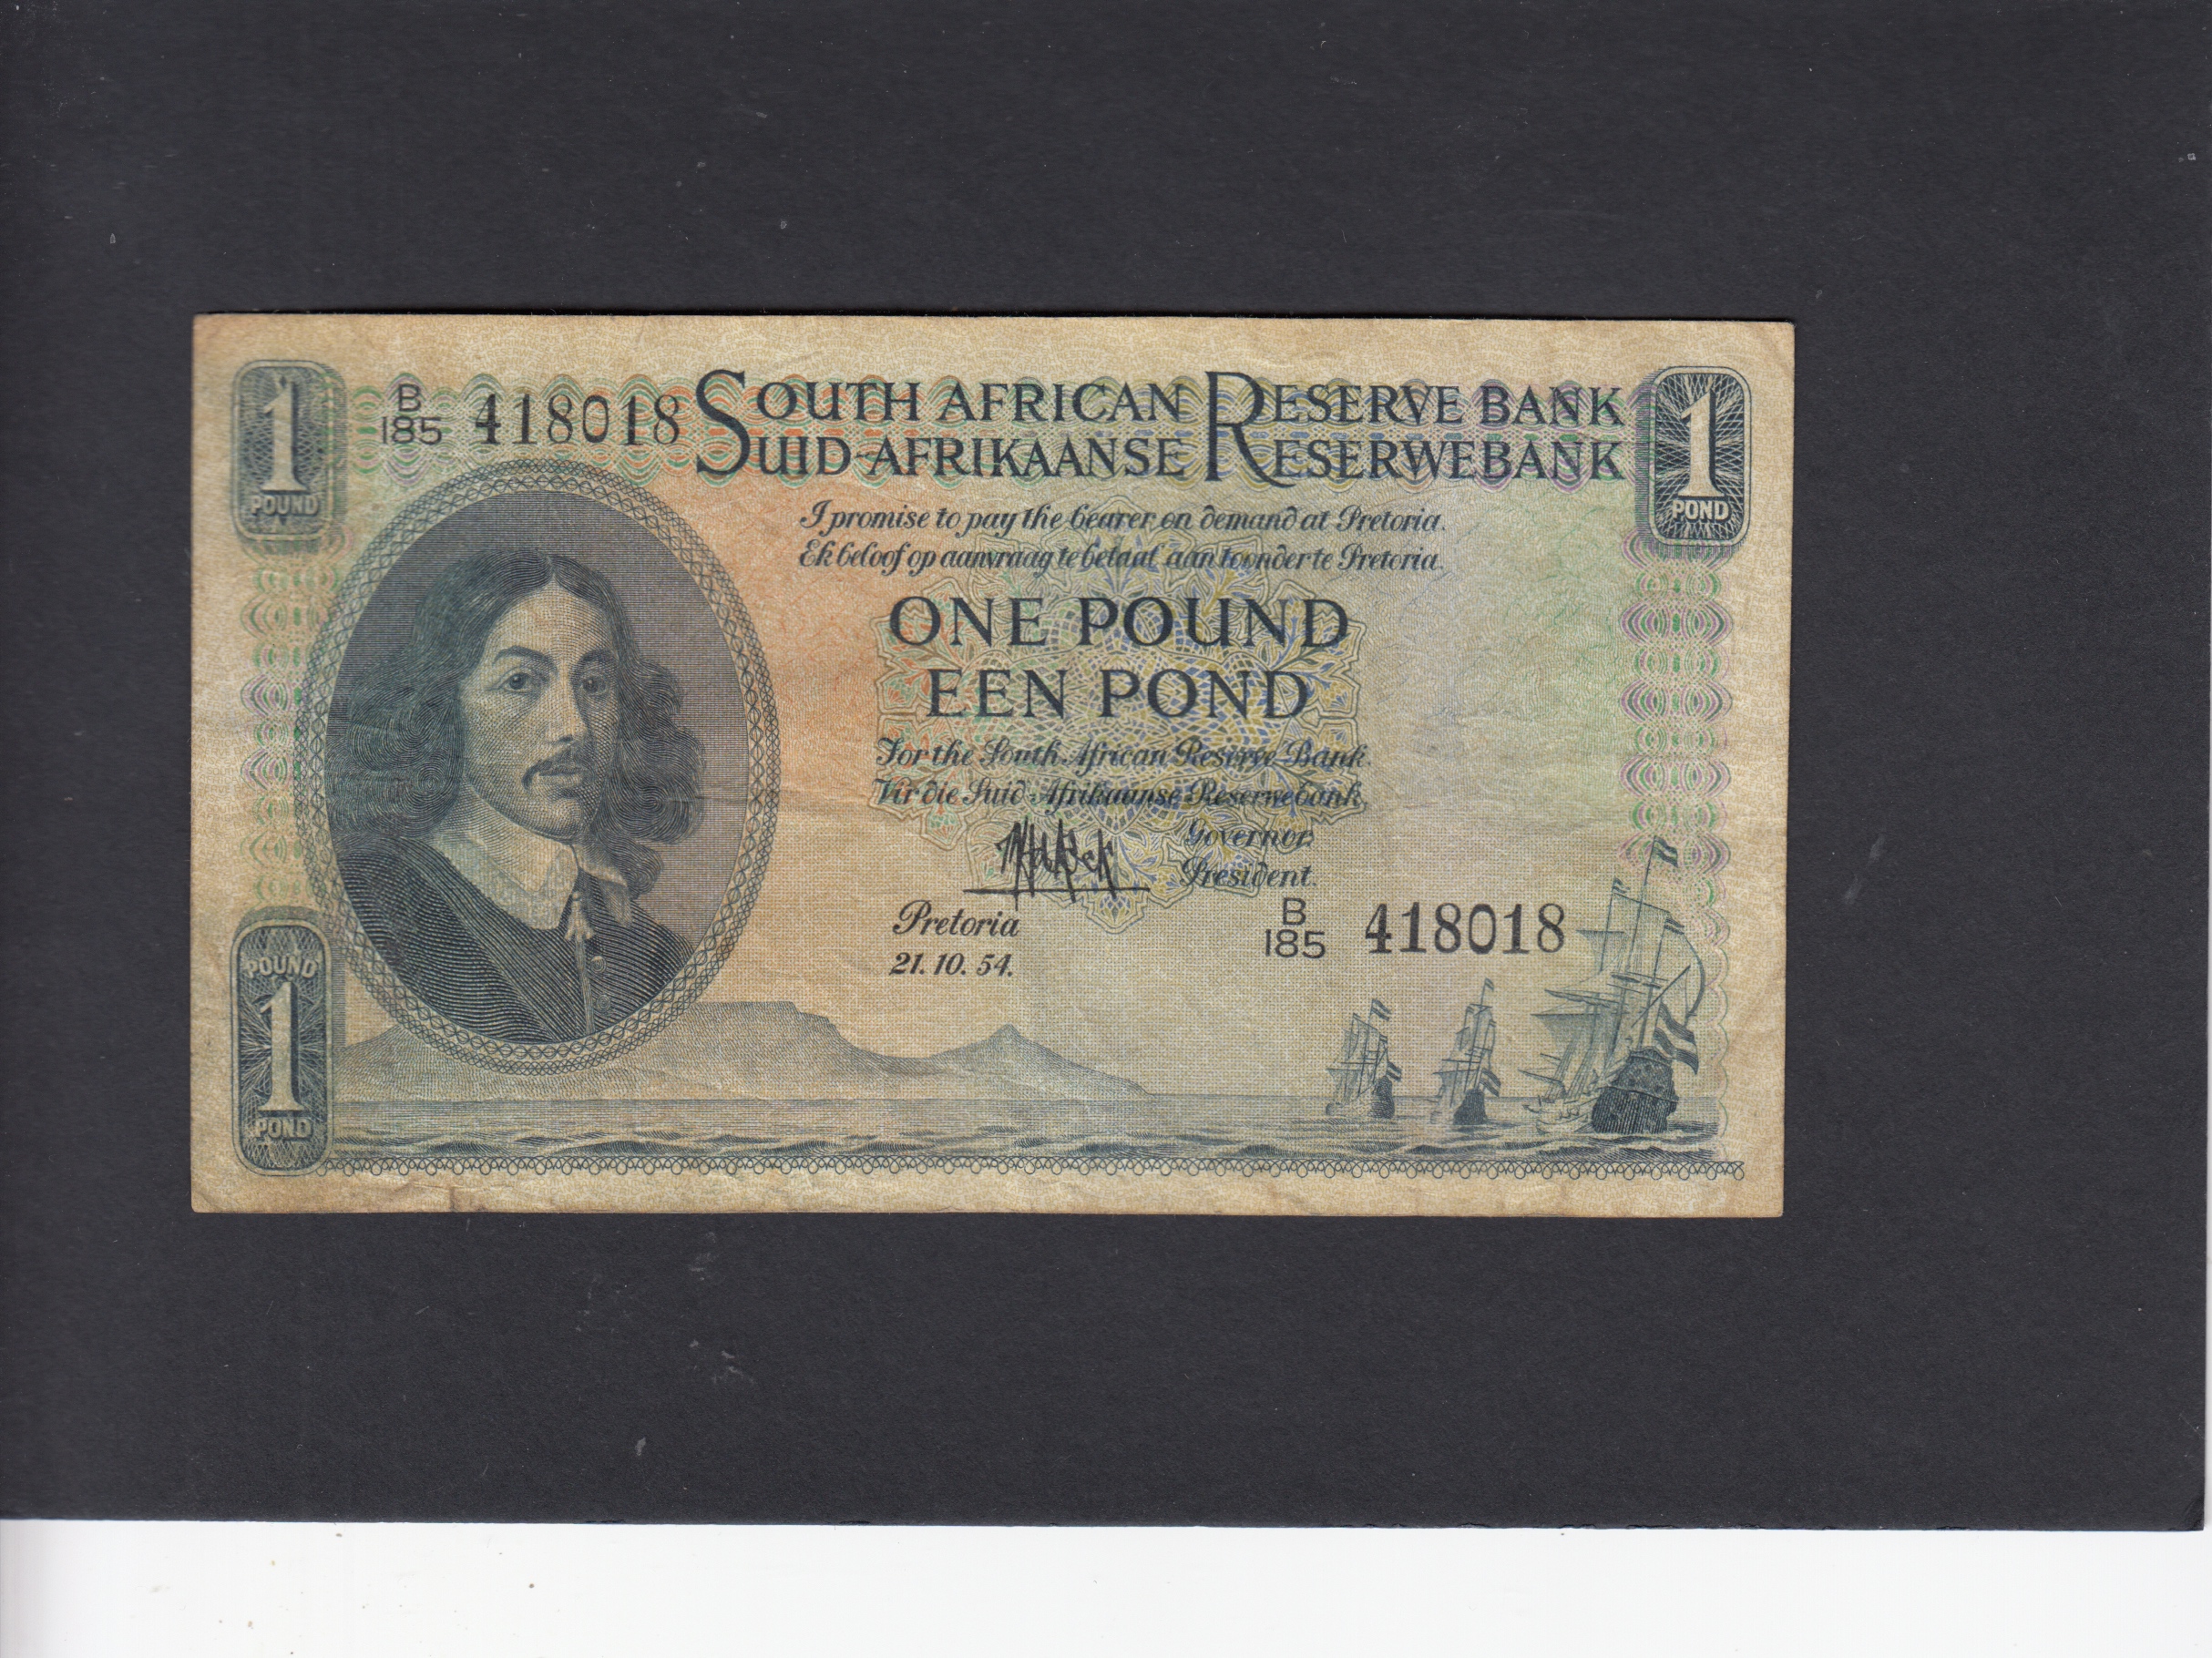 1
POUND
B
185 418018
SOUTH AFRICAN RESERVE BANK
SUID-AFRIKAANSE RESERWEBANK
1
POND
I promise to pay the bearer on demand at Pretoria.
Ek beloof op aanvraag te betaal aan toonder te Pretoria.
ONE POUND
EEN POND
For the South African Reserve Bank.
Vir die Suid-Afrikaanse Reserwebank,
Governor.
President.
Pretoria
21. 10. 54.
B
185 418018
POUND
1
POND